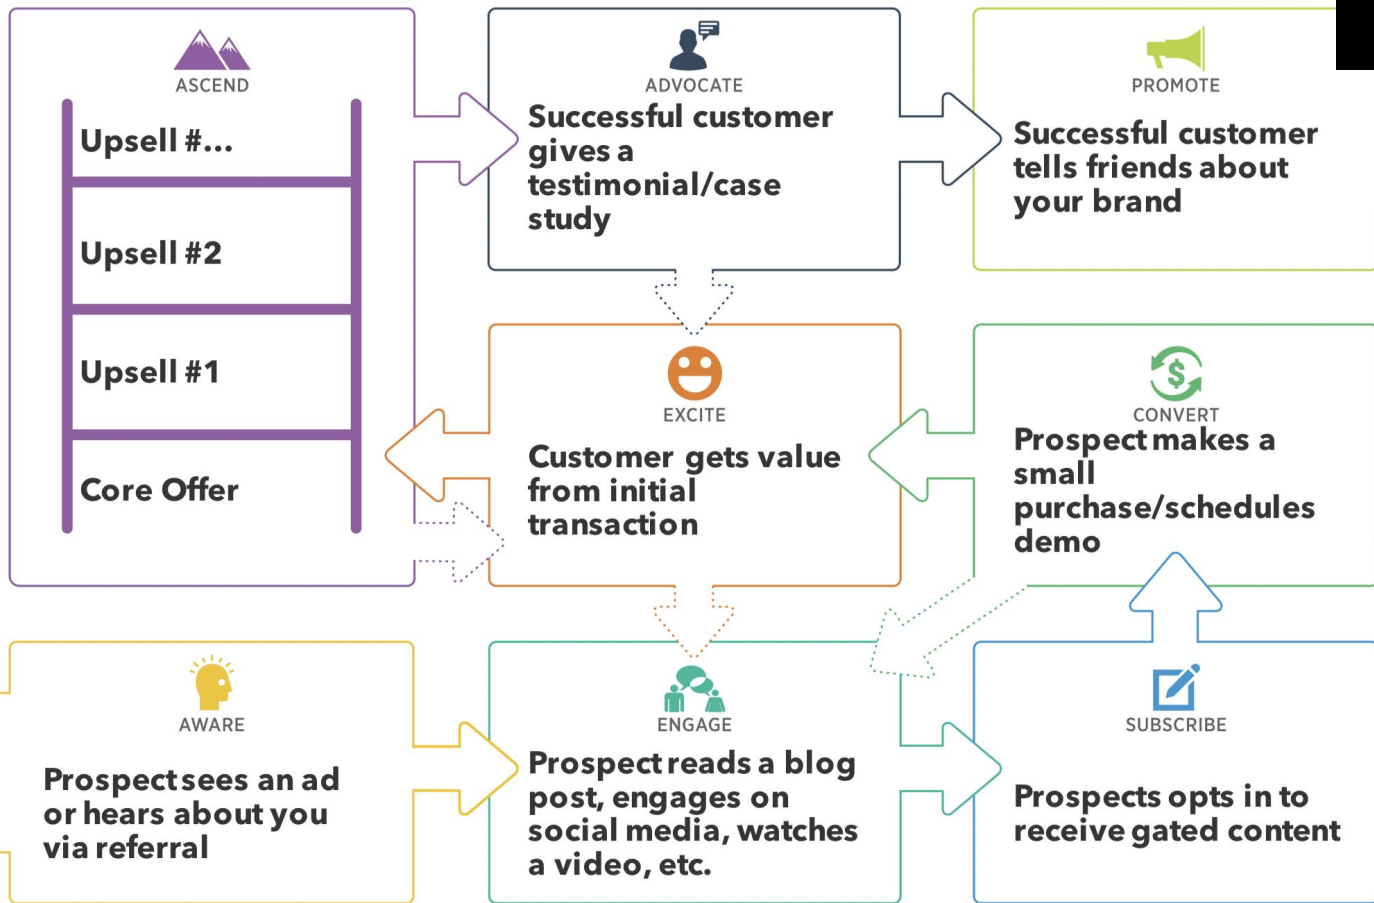 ASCEND
Upsell #...
Upsell #2
Upsell #1
Core Offer
ADVOCATE
Successful customer
gives a
testimonial/case
study
PROMOTE
Successful customer
tells friends about
your brand
EXCITE
Customer gets value
from initial
transaction
CONVERT
Prospect makes a
small
purchase/schedules
demo
AWARE
Prospect sees an ad
or hears about you
via referral
ENGAGE
Prospect reads a blog
post, engages on
social media, watches
a video, etc.
SUBSCRIBE
Prospects opts in to
receive gated content